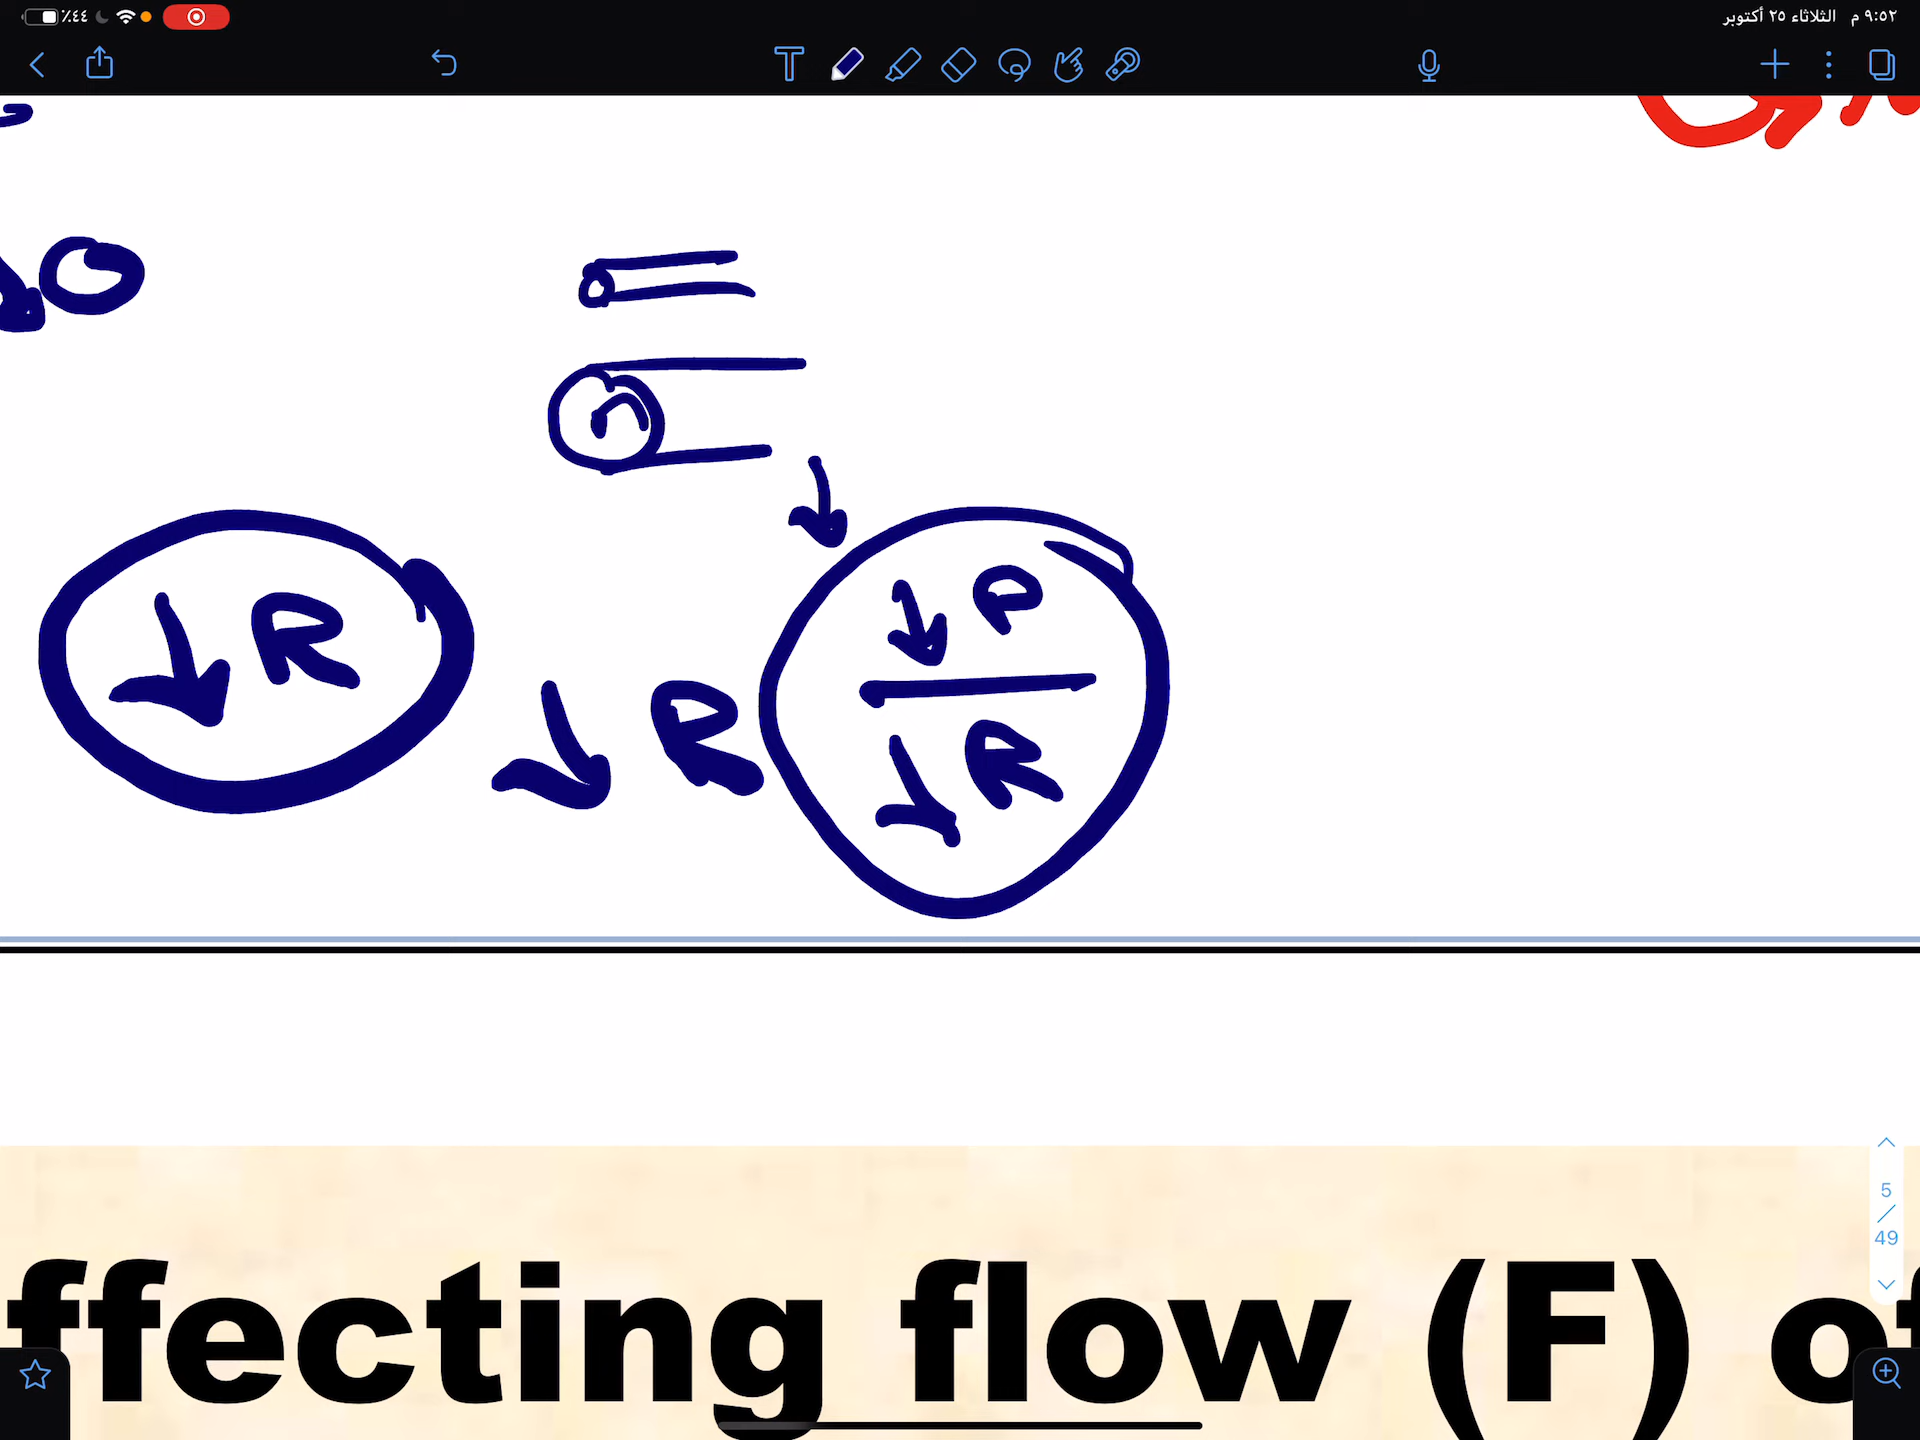 ٪٤٤
٩:٥٢ م الثلاثاء ٢٥ أكتوبر
T
r
↓ R
↓ R
↓ P
↓ R
5
/
49
ffecting flow (F) of